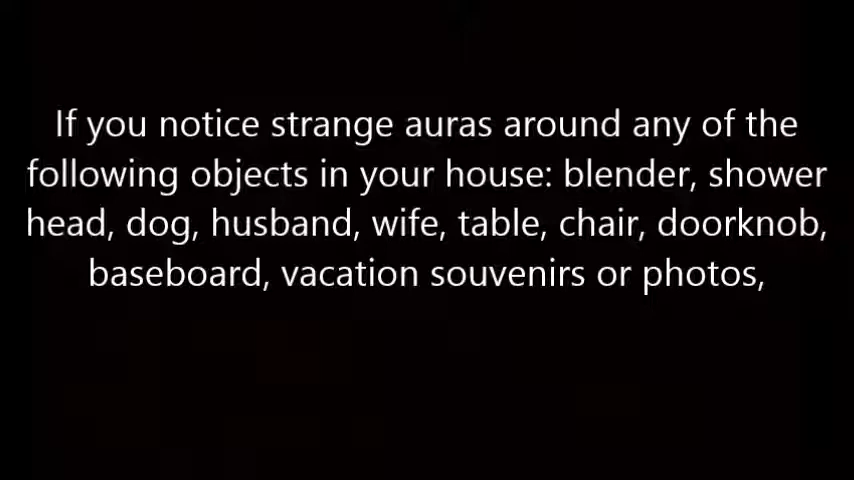 If you notice strange auras around any of the
following objects in your house: blender, shower
head, dog, husband, wife, table, chair, doorknob,
baseboard, vacation souvenirs or photos,